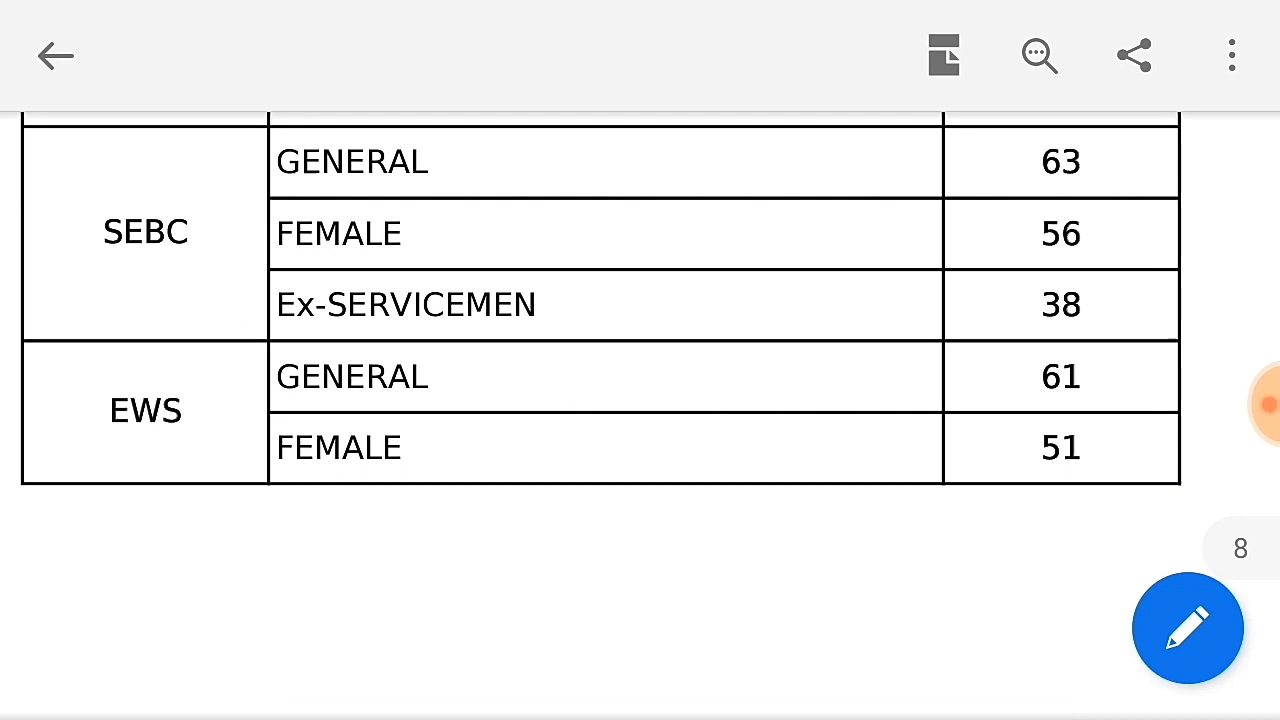 SEBC
GENERAL 63
FEMALE 56
Ex-SERVICEMEN 38
EWS
GENERAL 61
FEMALE 51
8